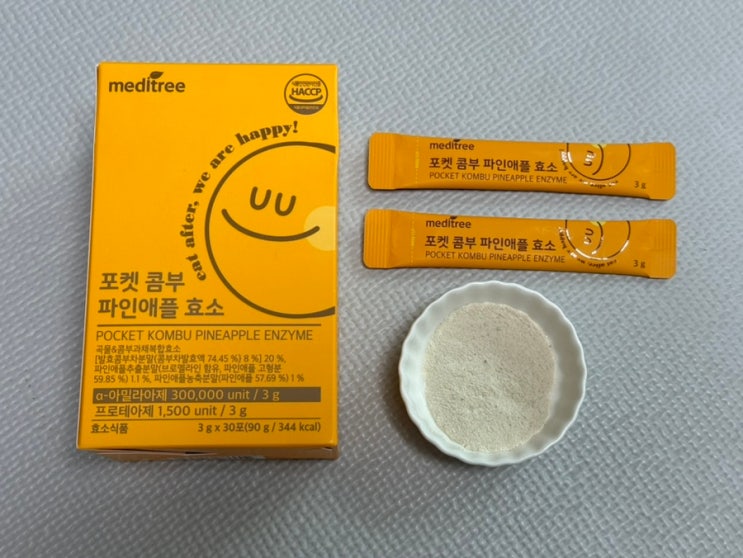 meditree
HACCP
eat after, we are happy!
포켓 콤부
파인애플 효소
POCKET KOMBU PINEAPPLE ENZYME
곡물&콤부과채복합효소
[발효콤부차분말(콤부차발효액 74.45 %) 8 %] 20 %,
파인애플추출분말(브로멜라인 함유, 파인애플 고형분
59.85 %) 1.1 %, 파인애플농축분말(파인애플 57.69 %) 1 %
α-아밀라아제 300,000 unit / 3 g
프로테아제 1,500 unit / 3 g
효소식품
3 g x 30포(90 g / 344 kcal)
meditree
포켓 콤부 파인애플 효소
POCKET KOMBU PINEAPPLE ENZYME
3 g
meditree
포켓 콤부 파인애플 효소
POCKET KOMBU PINEAPPLE ENZYME
3 g